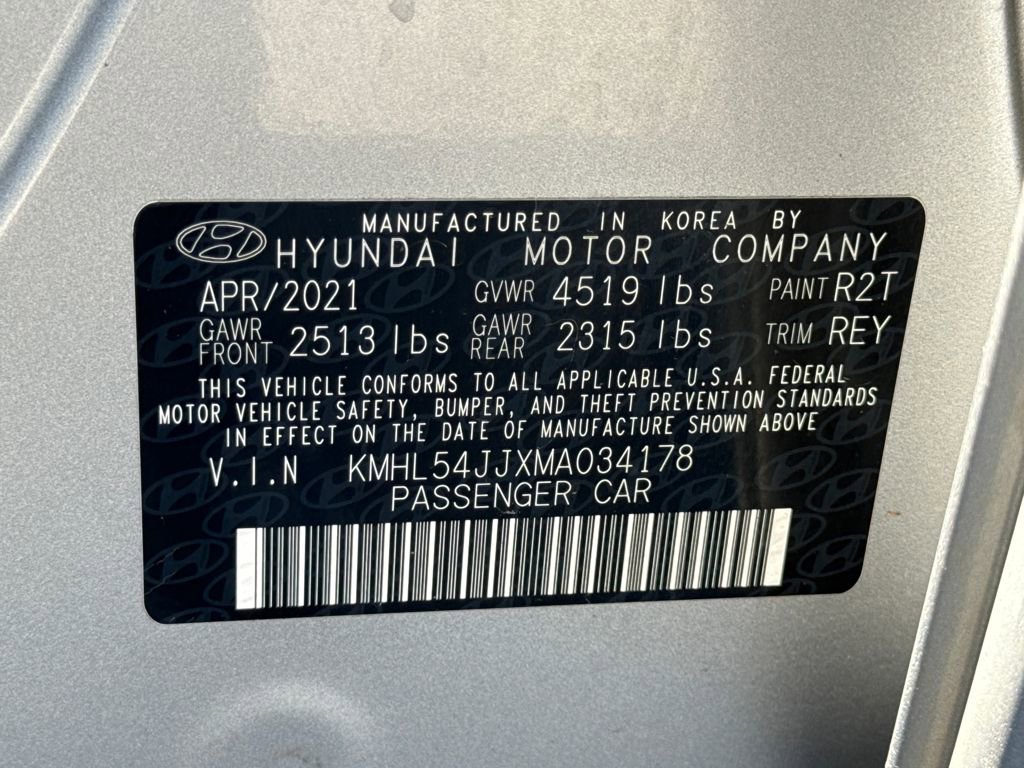 MANUFACTURED IN KOREA BY
HYUNDAI MOTOR COMPANY
APR/2021 GVWR 4519 lbs PAINT R2T
GAWR FRONT 2513 lbs GAWR REAR 2315 lbs TRIM REY
THIS VEHICLE CONFORMS TO ALL APPLICABLE U.S.A. FEDERAL
MOTOR VEHICLE SAFETY, BUMPER, AND THEFT PREVENTION STANDARDS
IN EFFECT ON THE DATE OF MANUFACTURE SHOWN ABOVE
V.I.N KMHL54JJXMA034178
PASSENGER CAR